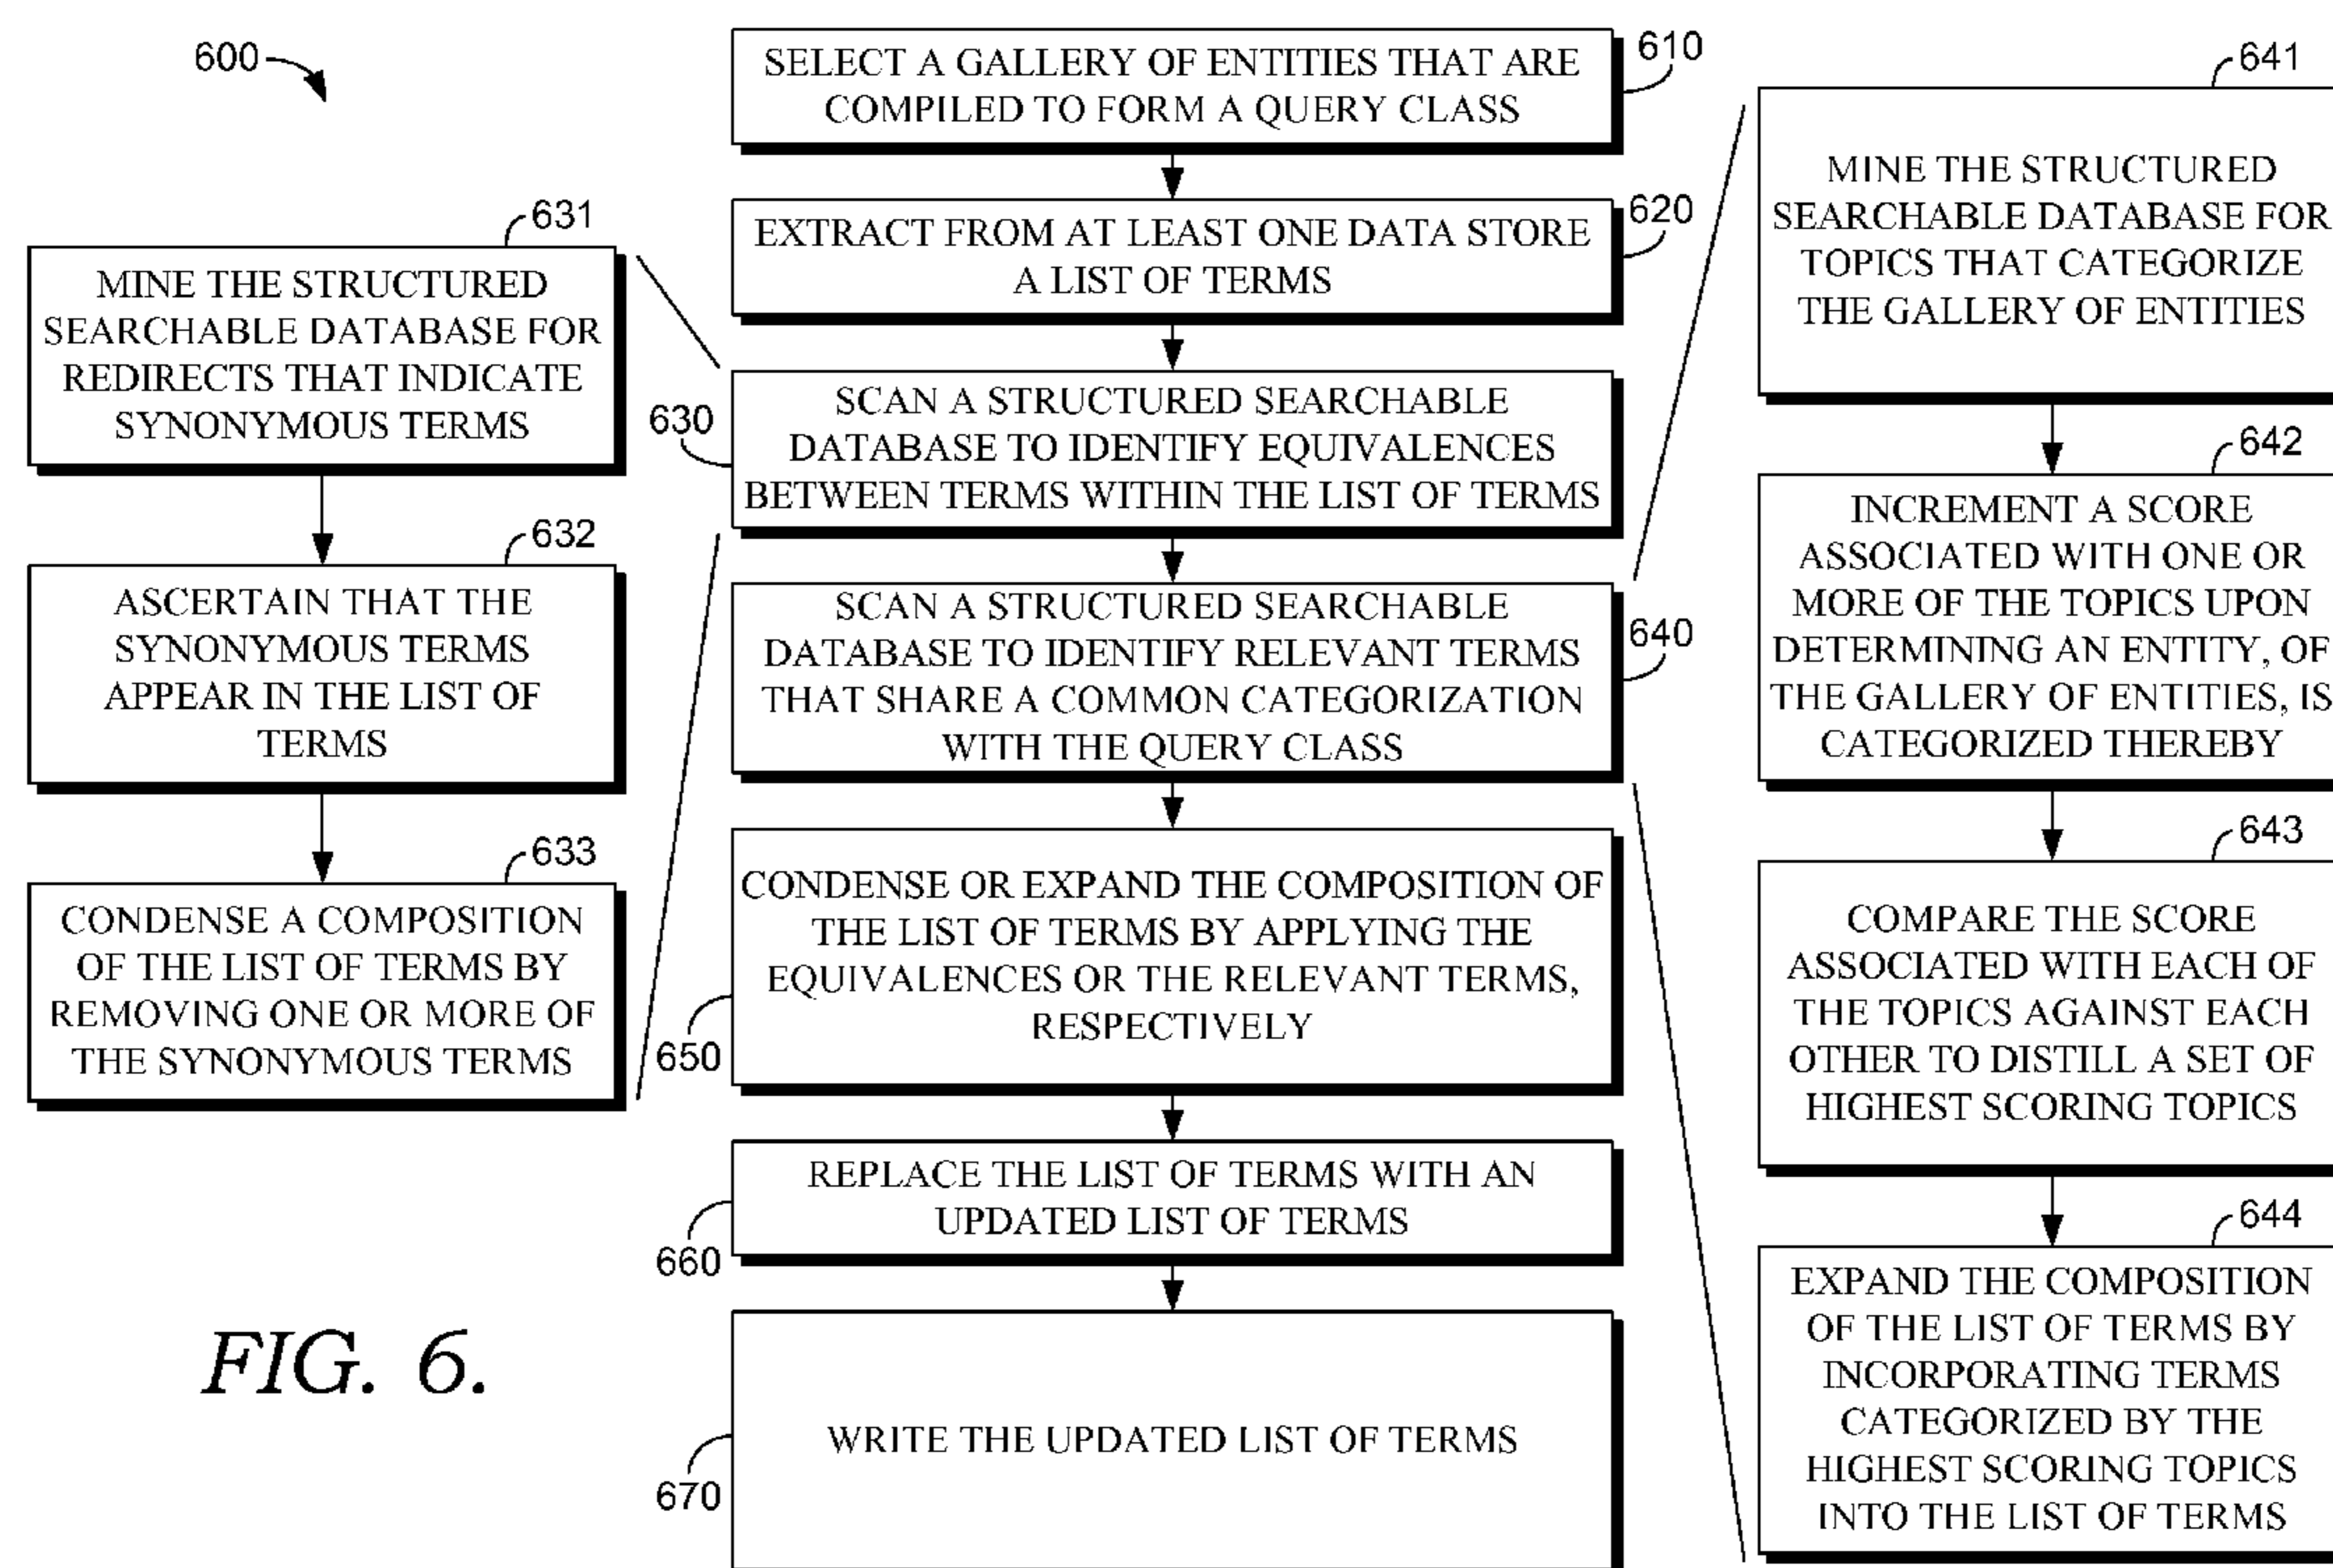 600
SELECT A GALLERY OF ENTITIES THAT ARE
COMPILED TO FORM A QUERY CLASS
610
EXTRACT FROM AT LEAST ONE DATA STORE
A LIST OF TERMS
620
631
MINE THE STRUCTURED
SEARCHABLE DATABASE FOR
REDIRECTS THAT INDICATE
SYNONYMOUS TERMS
632
ASCERTAIN THAT THE
SYNONYMOUS TERMS
APPEAR IN THE LIST OF
TERMS
633
CONDENSE A COMPOSITION
OF THE LIST OF TERMS BY
REMOVING ONE OR MORE OF
THE SYNONYMOUS TERMS
630
SCAN A STRUCTURED SEARCHABLE
DATABASE TO IDENTIFY EQUIVALENCES
BETWEEN TERMS WITHIN THE LIST OF TERMS
SCAN A STRUCTURED SEARCHABLE
DATABASE TO IDENTIFY RELEVANT TERMS
THAT SHARE A COMMON CATEGORIZATION
WITH THE QUERY CLASS
640
CONDENSE OR EXPAND THE COMPOSITION OF
THE LIST OF TERMS BY APPLYING THE
EQUIVALENCES OR THE RELEVANT TERMS,
RESPECTIVELY
650
REPLACE THE LIST OF TERMS WITH AN
UPDATED LIST OF TERMS
660
WRITE THE UPDATED LIST OF TERMS
670
641
MINE THE STRUCTURED
SEARCHABLE DATABASE FOR
TOPICS THAT CATEGORIZE
THE GALLERY OF ENTITIES
642
INCREMENT A SCORE
ASSOCIATED WITH ONE OR
MORE OF THE TOPICS UPON
DETERMINING AN ENTITY, OF
THE GALLERY OF ENTITIES, IS
CATEGORIZED THEREBY
643
COMPARE THE SCORE
ASSOCIATED WITH EACH OF
THE TOPICS AGAINST EACH
OTHER TO DISTILL A SET OF
HIGHEST SCORING TOPICS
644
EXPAND THE COMPOSITION
OF THE LIST OF TERMS BY
INCORPORATING TERMS
CATEGORIZED BY THE
HIGHEST SCORING TOPICS
INTO THE LIST OF TERMS
FIG. 6.